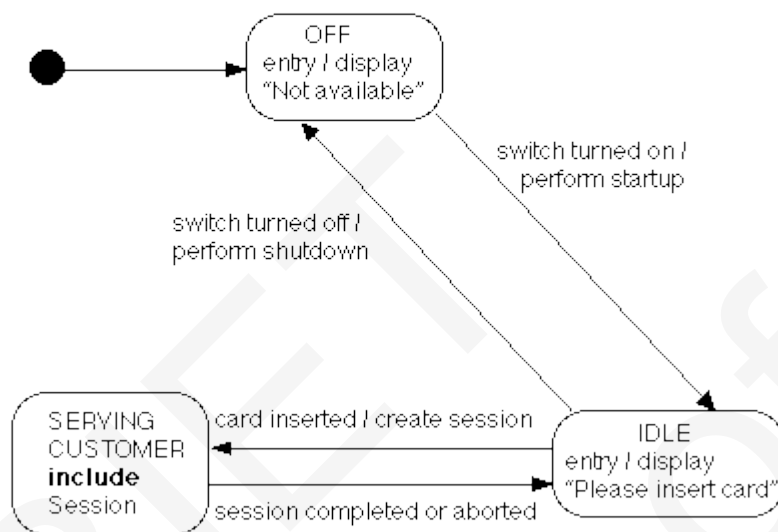 OFF
entry / display
“Not available”
switch turned on /
perform startup
switch turned off /
perform shutdown
SERVING
CUSTOMER
include
Session
card inserted / create session
session completed or aborted
IDLE
entry / display
“Please insert card”